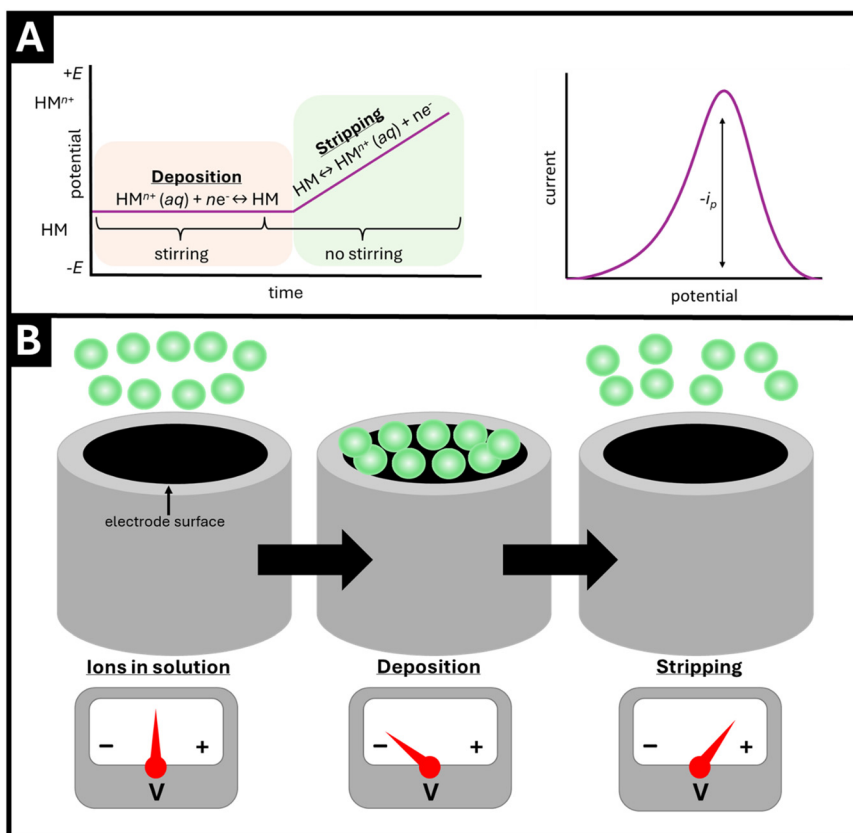 A
+E
HMⁿ⁺
potential
HM
-E
Deposition
HMⁿ⁺ (aq) + ne⁻ ↔ HM
Stripping
HM ↔ HMⁿ⁺ (aq) + ne⁻
stirring
no stirring
time
current
-iₚ
potential
B
electrode surface
Ions in solution
Deposition
Stripping
− +
V
− +
V
− +
V